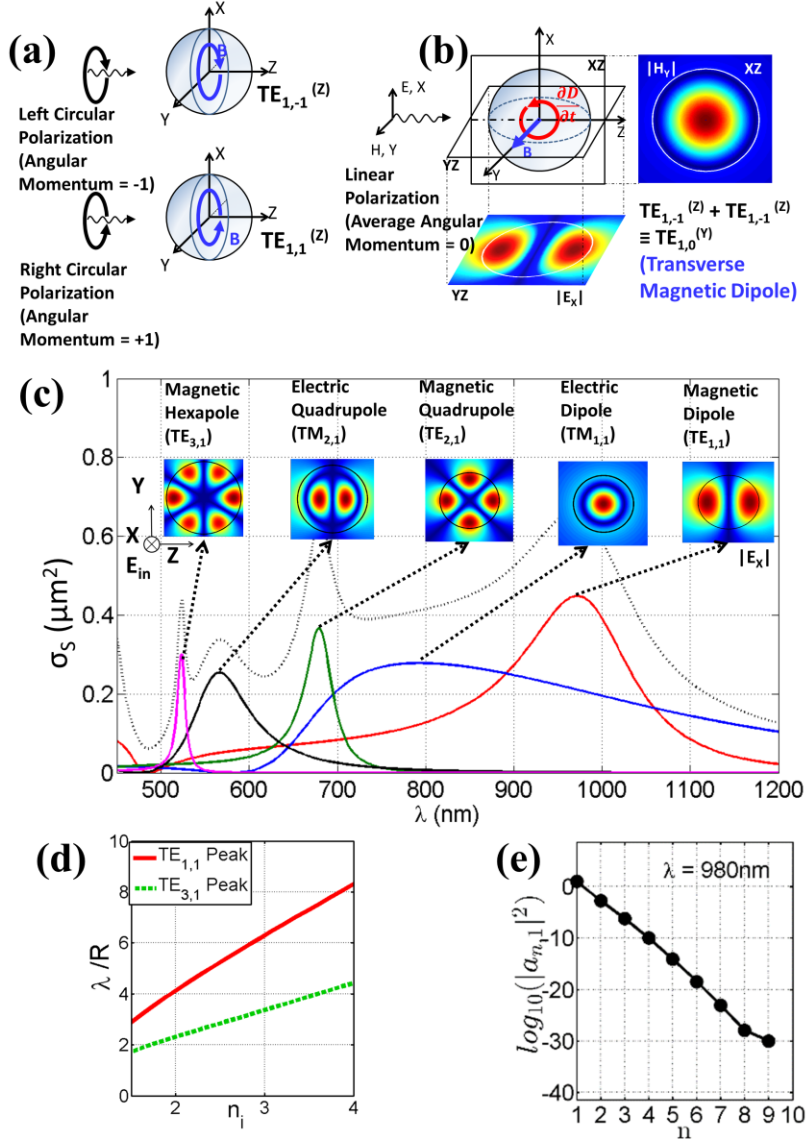 (a)
X
B
Z
Y
TE1,-1(Z)
Left Circular
Polarization
(Angular
Momentum = -1)
X
Z
Y
B
TE1,1(Z)
Right Circular
Polarization
(Angular
Momentum = +1)
(b)
X
XZ
E, X
H, Y
∂D
∂t
B
Z
Y
YZ
Linear
Polarization
(Average Angular
Momentum = 0)
|HY|
XZ
YZ
|EX|
TE1,-1(Z) + TE1,-1(Z)
≡ TE1,0(Y)
(Transverse
Magnetic Dipole)
(c)
Magnetic
Hexapole
(TE3,1)
Electric
Quadrupole
(TM2,1)
Magnetic
Quadrupole
(TE2,1)
Electric
Dipole
(TM1,1)
Magnetic
Dipole
(TE1,1)
Y
X
Z
Ein
|EX|
σS (μm2)
1
0.8
0.6
0.4
0.2
0
500 600 700 800 900 1000 1100 1200
λ (nm)
(d)
TE1,1 Peak
TE3,1 Peak
λ/R
10
8
6
4
2
0
2 3 4
ni
(e)
λ = 980nm
log10(|an,1|2)
0
-10
-20
-30
-40
1 2 3 4 5 6 7 8 9 10
n